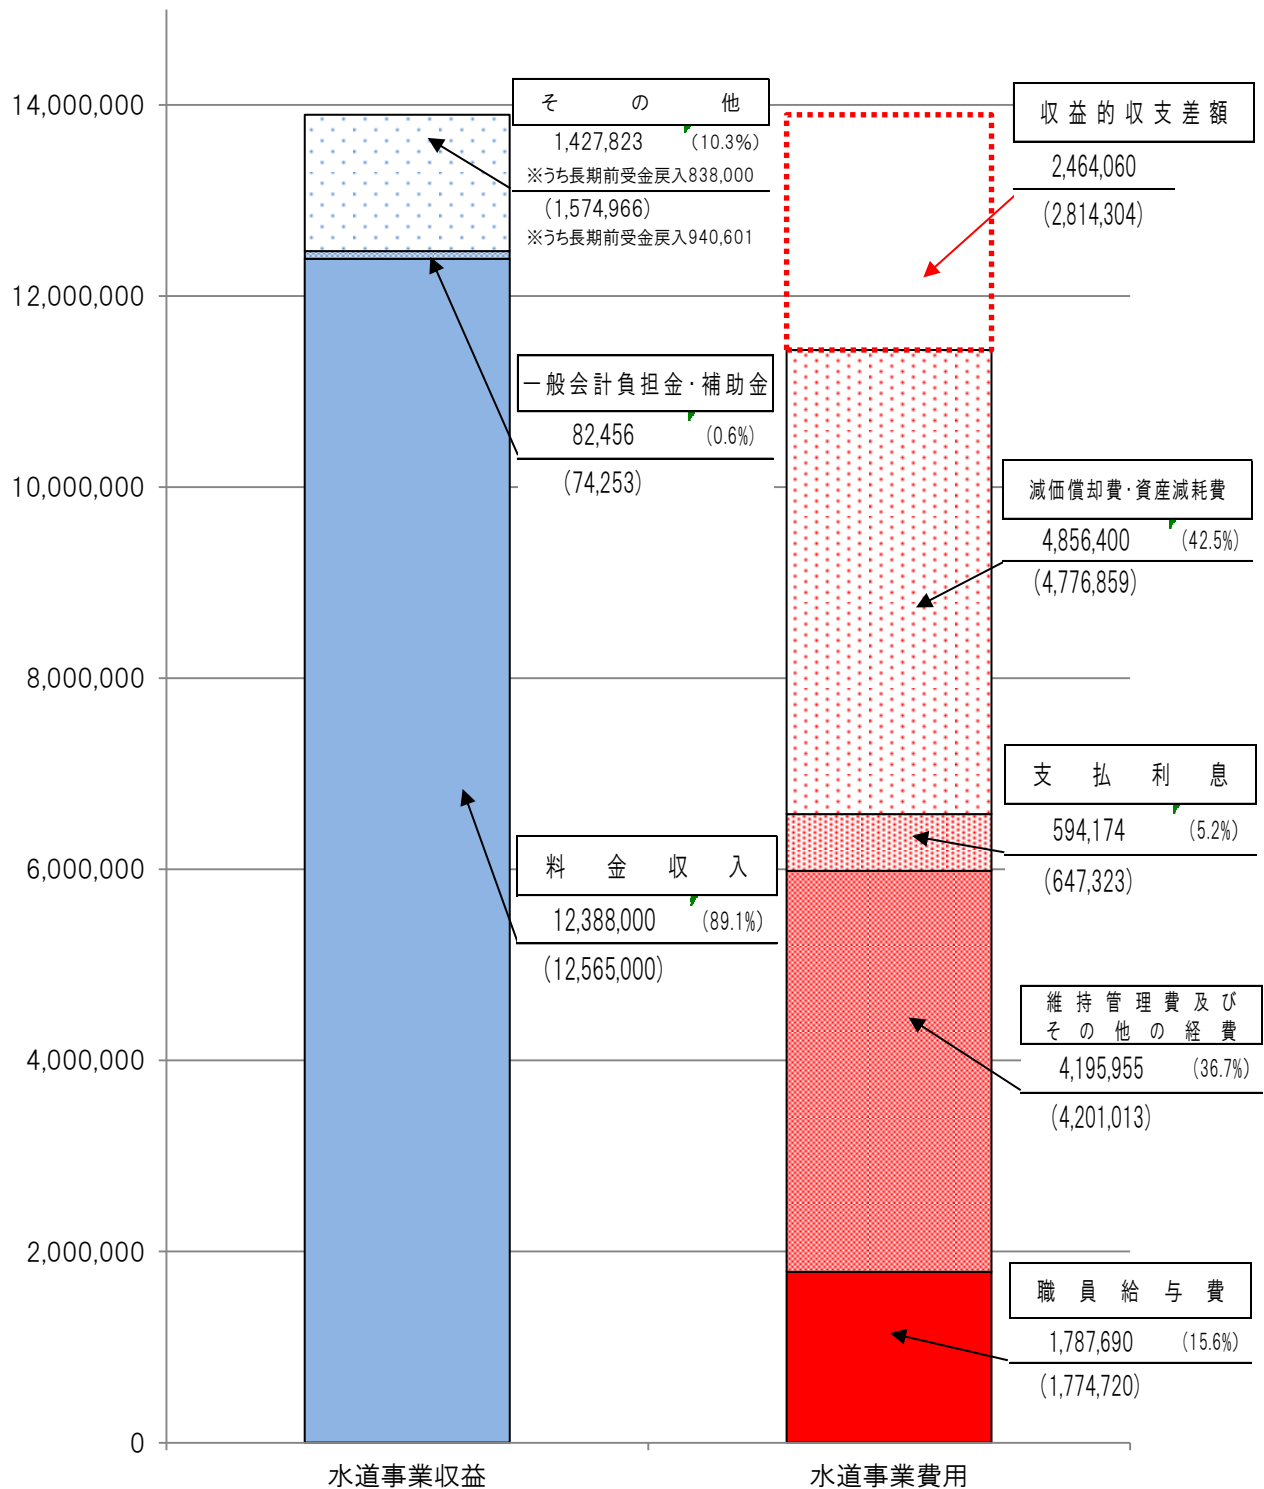 14,000,000
12,000,000
10,000,000
8,000,000
6,000,000
4,000,000
2,000,000
0
その他
1,427,823 (10.3%)
※うち長期前受金戻入838,000
(1,574,966)
※うち長期前受金戻入940,601
一般会計負担金・補助金
82,456 (0.6%)
(74,253)
料金収入
12,388,000 (89.1%)
(12,565,000)
収益的収支差額
2,464,060
(2,814,304)
減価償却費・資産減耗費
4,856,400 (42.5%)
(4,776,859)
支払利息
594,174 (5.2%)
(647,323)
維持管理費及び
その他の経費
4,195,955 (36.7%)
(4,201,013)
職員給与費
1,787,690 (15.6%)
(1,774,720)
水道事業収益
水道事業費用